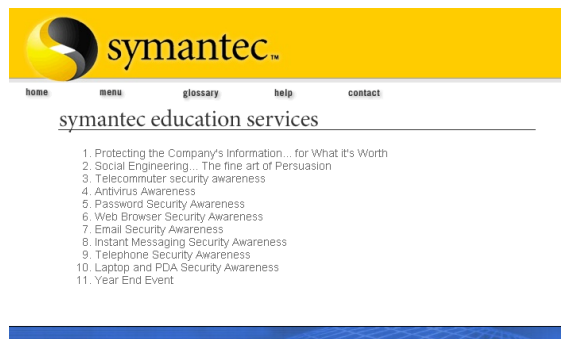 symantec™
home menu glossary help contact
symantec education services
1. Protecting the Company's Information... for What it's Worth
2. Social Engineering... The fine art of Persuasion
3. Telecommuter security awareness
4. Antivirus Awareness
5. Password Security Awareness
6. Web Browser Security Awareness
7. Email Security Awareness
8. Instant Messaging Security Awareness
9. Telephone Security Awareness
10. Laptop and PDA Security Awareness
11. Year End Event